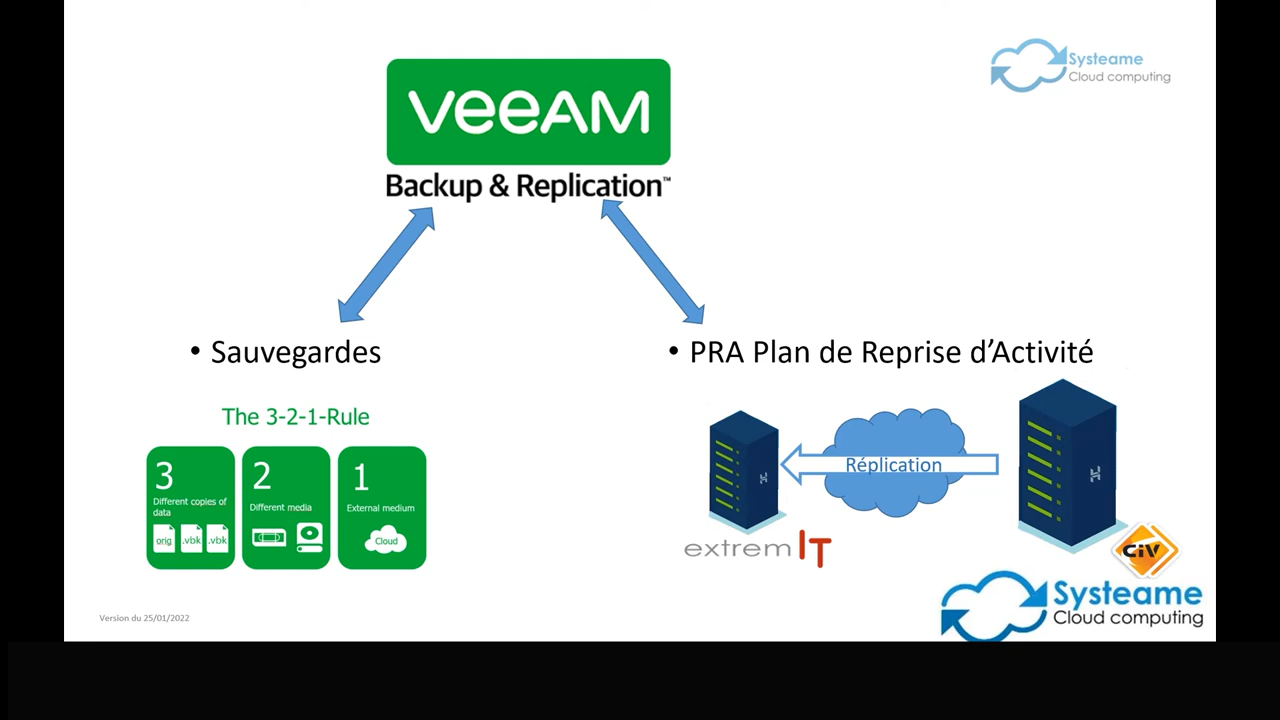 Systeame
Cloud computing
veeAM
Backup & Replication™
• Sauvegardes
• PRA Plan de Reprise d'Activité
The 3-2-1-Rule
3
Different copies of
data
orig .vbk .vbk
2
Different media
1
External medium
Cloud
Réplication
extremIT
CIV
Systeame
Cloud computing
Version du 25/01/2022